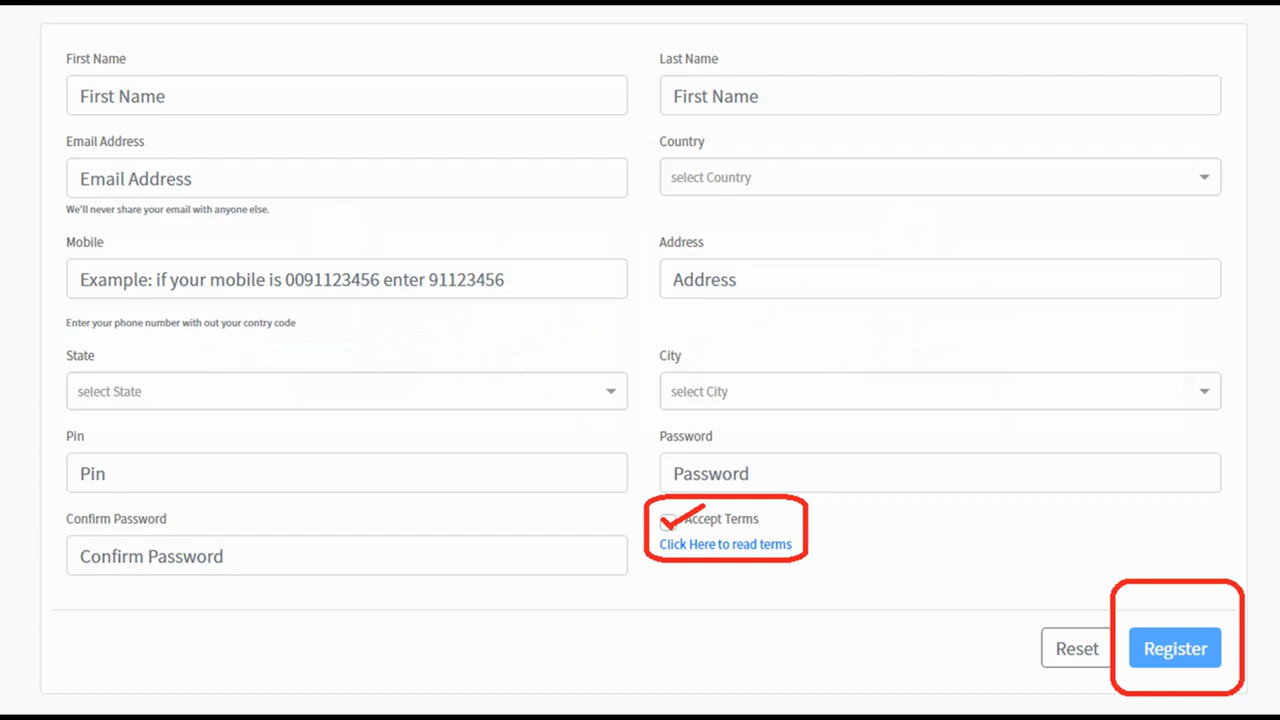 First Name
Last Name
First Name
First Name
Email Address
Country
Email Address
select Country
We'll never share your email with anyone else.
Mobile
Address
Example: if your mobile is 0091123456 enter 91123456
Address
Enter your phone number with out your contry code
State
City
select State
select City
Pin
Password
Pin
Password
Confirm Password
Accept Terms
Click Here to read terms
Confirm Password
Reset
Register